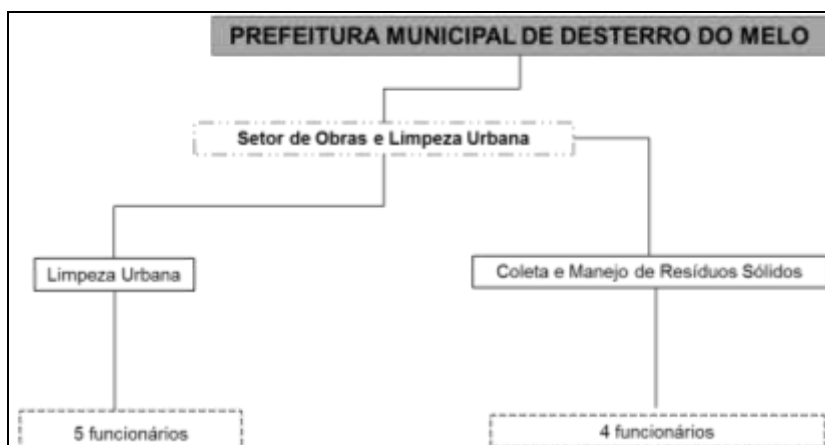 PREFEITURA MUNICIPAL DE DESTERRO DO MELO
Setor de Obras e Limpeza Urbana
Limpeza Urbana
Coleta e Manejo de Resíduos Sólidos
5 funcionários
4 funcionários